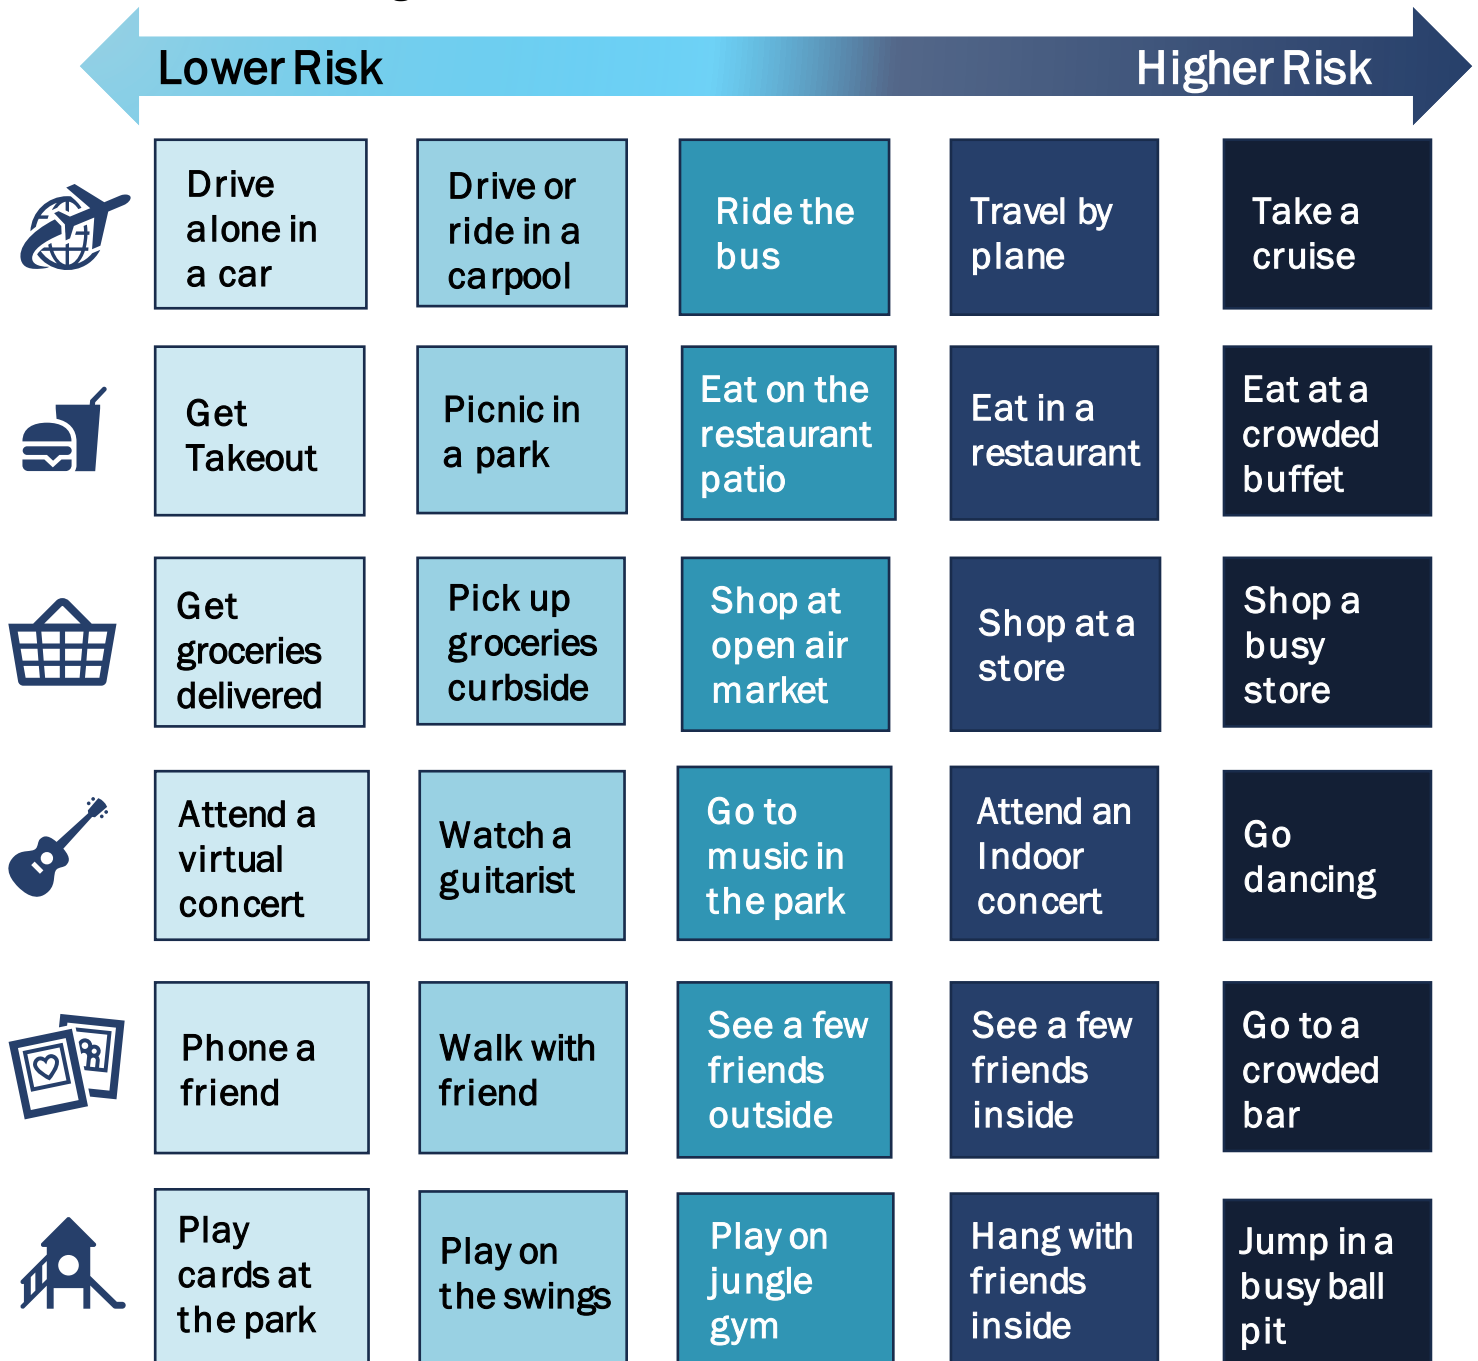 Lower Risk
Higher Risk
Drive
alone in
a car
Drive or
ride in a
carpool
Ride the
bus
Travel by
plane
Take a
cruise
Get
Takeout
Picnic in
a park
Eat on the
restaurant
patio
Eat in a
restaurant
Eat at a
crowded
buffet
Get
groceries
delivered
Pick up
groceries
curbside
Shop at
open air
market
Shop at a
store
Shop a
busy
store
Attend a
virtual
concert
Watch a
guitarist
Go to
music in
the park
Attend an
Indoor
concert
Go
dancing
Phone a
friend
Walk with
friend
See a few
friends
outside
See a few
friends
inside
Go to a
crowded
bar
Play
cards at
the park
Play on
the swings
Play on
jungle
gym
Hang with
friends
inside
Jump in a
busy ball
pit